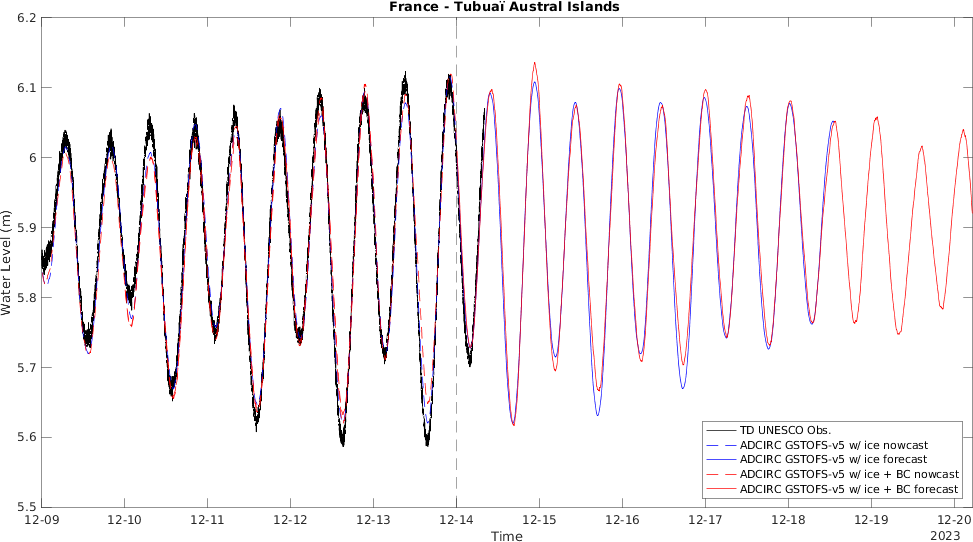 France - Tubuaï Austral Islands
Water Level (m)
6.2
6.1
6
5.9
5.8
5.7
5.6
5.5
12-09
12-10
12-11
12-12
12-13
12-14
12-15
12-16
12-17
12-18
12-19
12-20
Time
2023
TD UNESCO Obs.
ADCIRC GSTOFS-v5 w/ ice nowcast
ADCIRC GSTOFS-v5 w/ ice forecast
ADCIRC GSTOFS-v5 w/ ice + BC nowcast
ADCIRC GSTOFS-v5 w/ ice + BC forecast